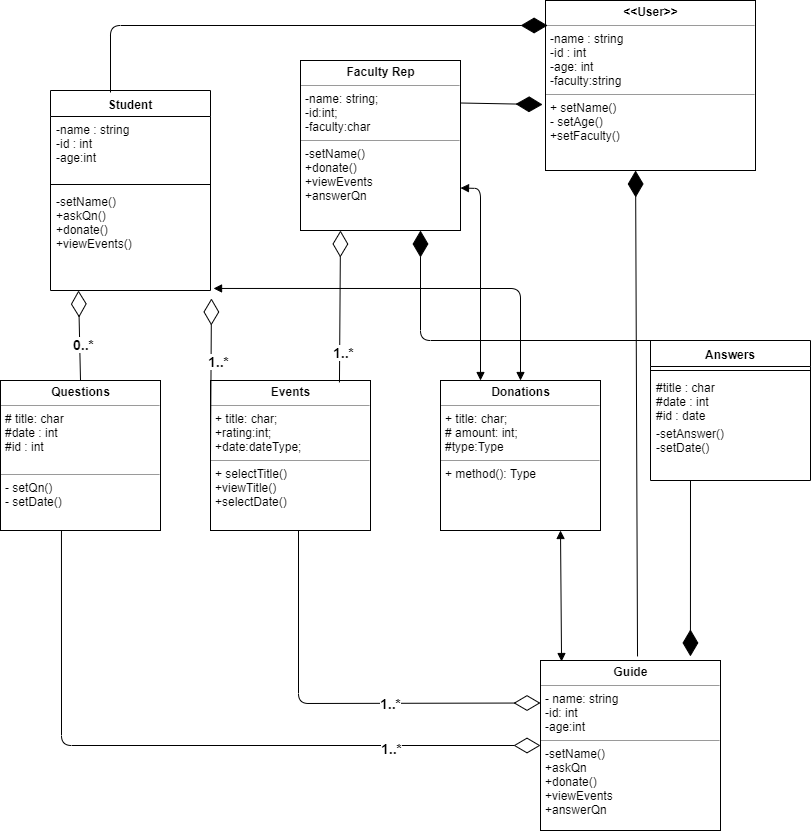 <<User>>
-name : string
-id : int
-age: int
-faculty:string
+ setName()
- setAge()
+setFaculty()
Faculty Rep
-name: string;
-id:int;
-faculty:char
-setName()
+donate()
+viewEvents
+answerQn
Student
-name : string
-id : int
-age:int
-setName()
+askQn()
+donate()
+viewEvents()
0..*
1..*
1..*
Questions
# title: char
#date : int
#id : int
- setQn()
- setDate()
Events
+ title: char;
+rating:int;
+date:dateType;
+ selectTitle()
+viewTitle()
+selectDate()
Donations
+ title: char;
# amount: int;
#type:Type
+ method(): Type
Answers
#title : char
#date : int
#id : date
-setAnswer()
-setDate()
1..*
1..*
Guide
- name: string
-id: int
-age:int
-setName()
+askQn
+donate()
+viewEvents
+answerQn